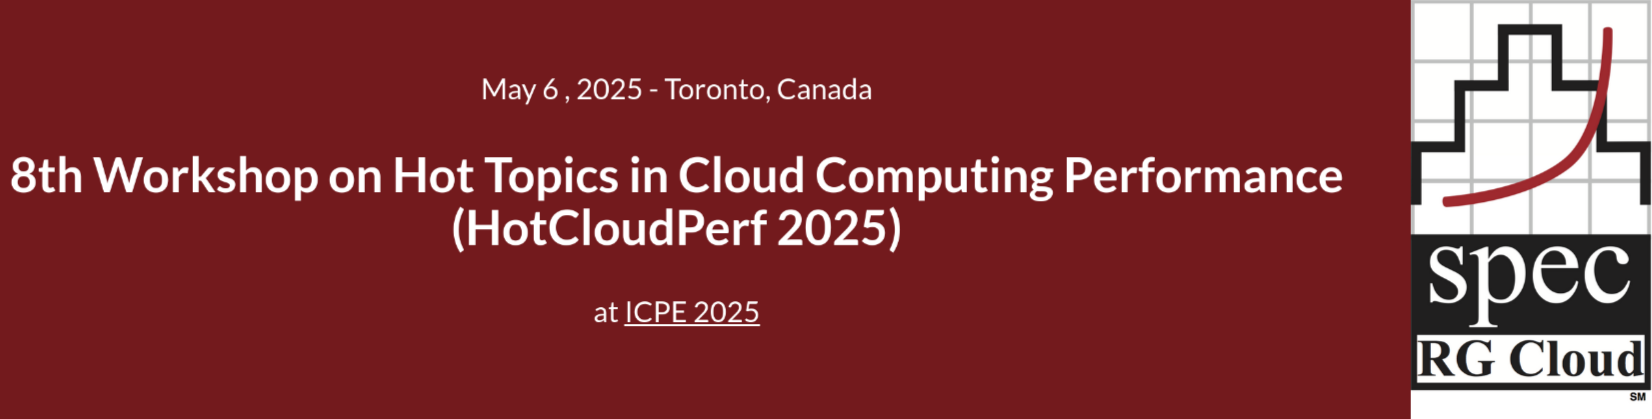 May 6 , 2025 - Toronto, Canada
8th Workshop on Hot Topics in Cloud Computing Performance
(HotCloudPerf 2025)
at ICPE 2025
spec
RG Cloud
SM